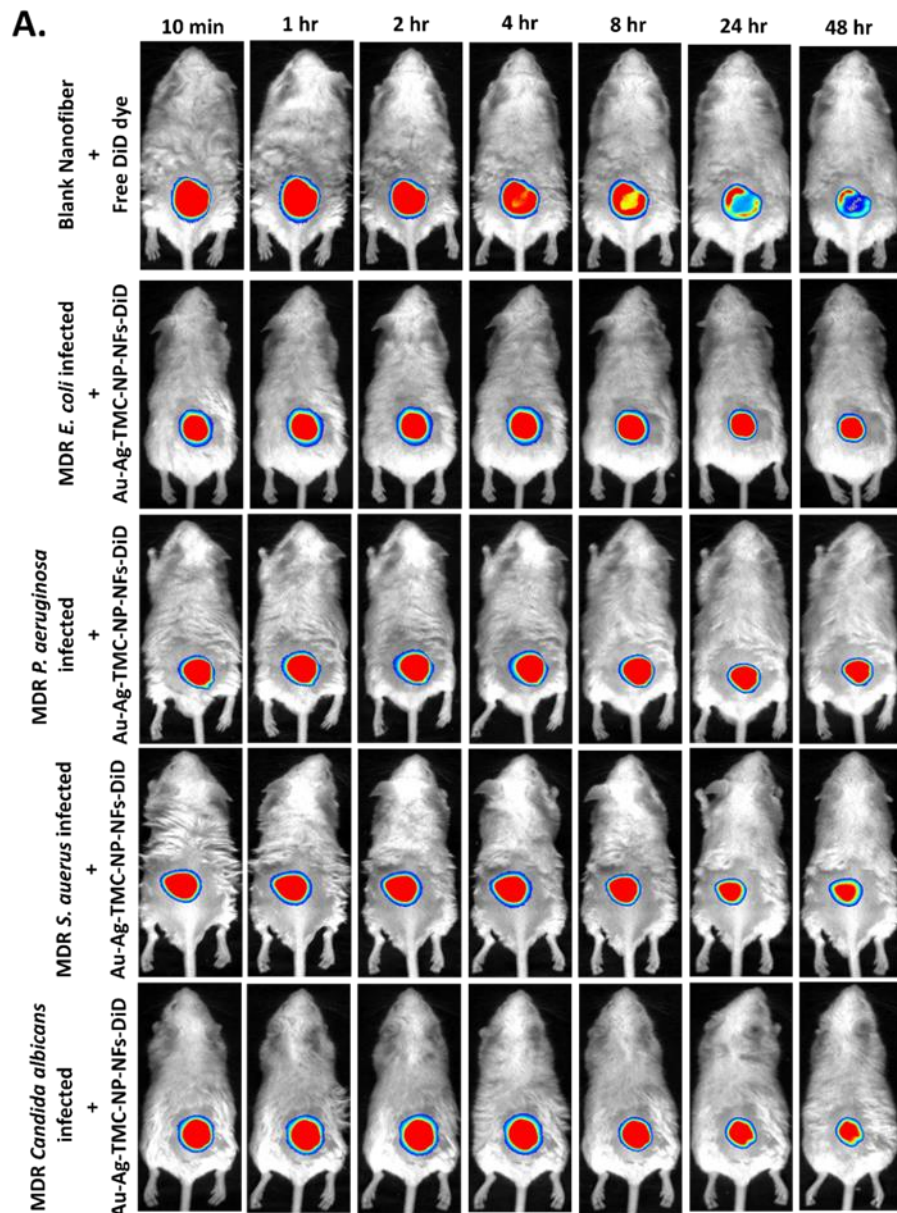 A.
10 min 1 hr 2 hr 4 hr 8 hr 24 hr 48 hr
Blank Nanofiber
+
Free DiD dye
MDR E. coli infected
+
Au-Ag-TMC-NP-NFs-DiD
MDR P. aeruginosa
infected
+
Au-Ag-TMC-NP-NFs-DiD
MDR S. auerus infected
+
Au-Ag-TMC-NP-NFs-DiD
MDR Candida albicans
infected
+
Au-Ag-TMC-NP-NFs-DiD